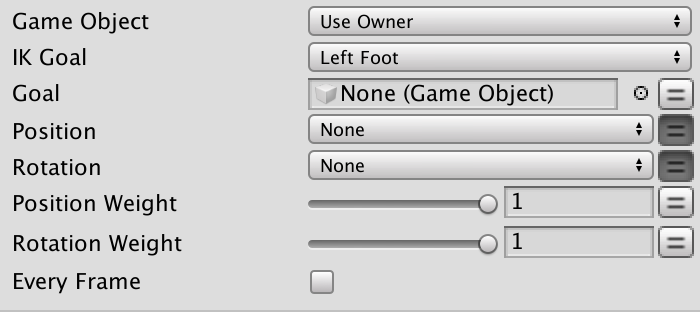 Game Object Use Owner
IK Goal Left Foot
Goal None (Game Object)
Position None
Rotation None
Position Weight 1
Rotation Weight 1
Every Frame